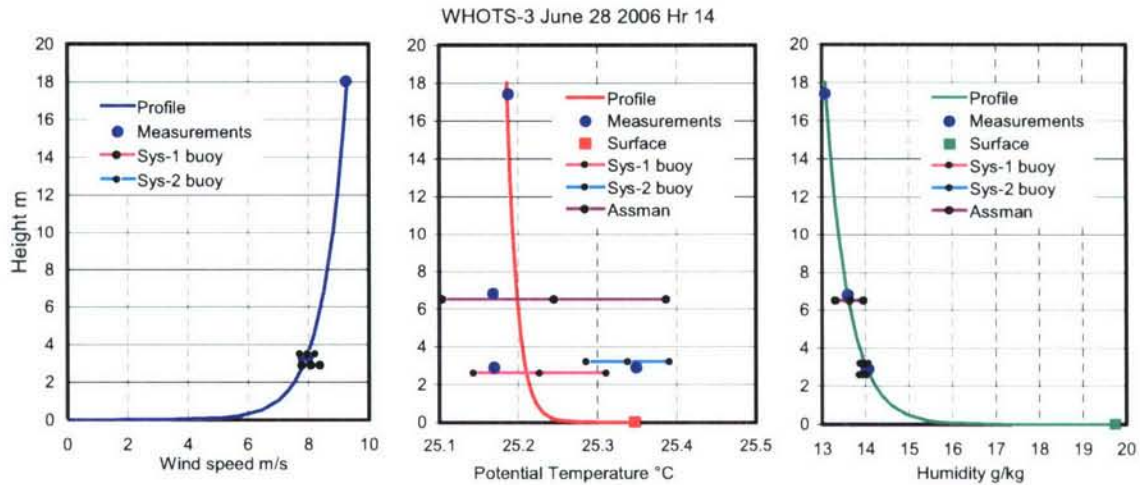 WHOTS-3 June 28 2006 Hr 14
Height m
20
18
16
14
12
10
8
6
4
2
0
Profile
Measurements
Sys-1 buoy
Sys-2 buoy
0 2 4 6 8 10
Wind speed m/s
20
18
16
14
12
10
8
6
4
2
0
Profile
Measurements
Surface
Sys-1 buoy
Sys-2 buoy
Assman
25.1 25.2 25.3 25.4 25.5
Potential Temperature °C
20
18
16
14
12
10
8
6
4
2
0
Profile
Measurements
Surface
Sys-1 buoy
Sys-2 buoy
Assman
13 14 15 16 17 18 19 20
Humidity g/kg